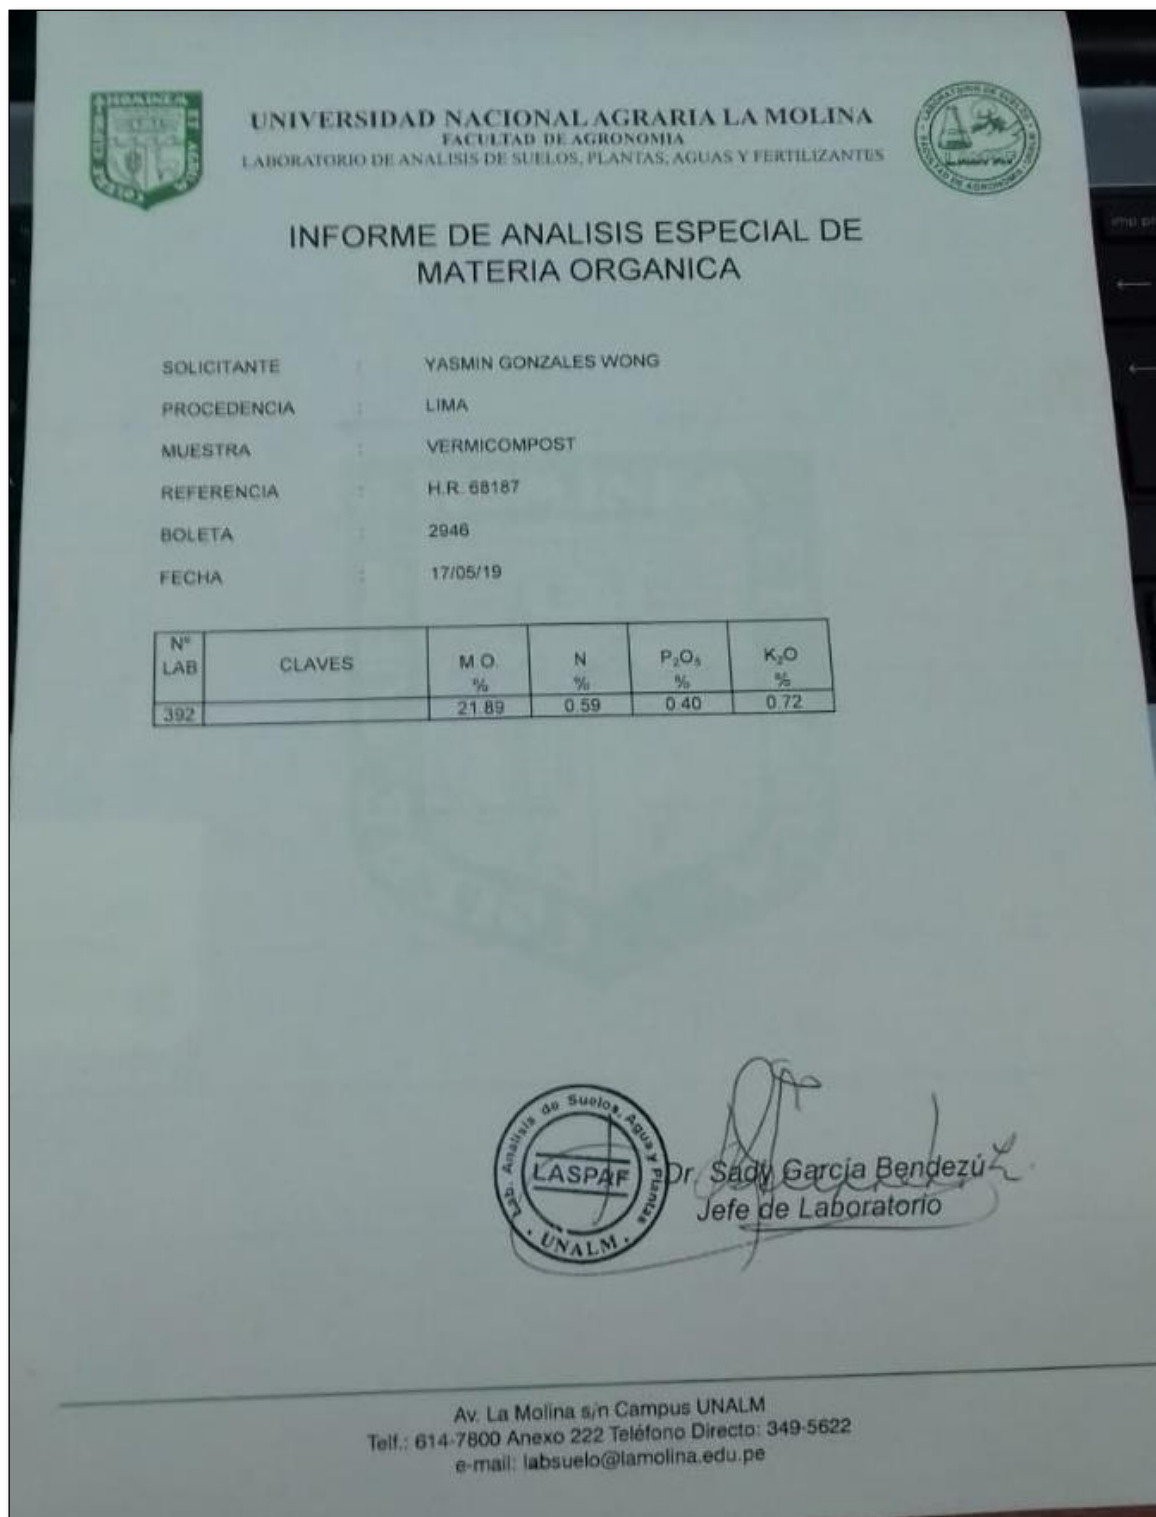 UNIVERSIDAD NACIONAL AGRARIA LA MOLINA
FACULTAD DE AGRONOMIA
LABORATORIO DE ANALISIS DE SUELOS, PLANTAS, AGUAS Y FERTILIZANTES
INFORME DE ANALISIS ESPECIAL DE
MATERIA ORGANICA
SOLICITANTE : YASMIN GONZALES WONG
PROCEDENCIA : LIMA
MUESTRA : VERMICOMPOST
REFERENCIA : H.R. 68187
BOLETA : 2946
FECHA : 17/05/19
Nº LAB CLAVES M.O. % N % P₂O₅ % K₂O %
392 21.89 0.59 0.40 0.72
Lab. Análisis de Suelos, Agua y Plantas
LASPAF
UNALM
Dr. Sady García Bendezú
Jefe de Laboratorio
Av. La Molina s/n Campus UNALM
Telf.: 614-7800 Anexo 222 Teléfono Directo: 349-5622
e-mail: labsuelo@lamolina.edu.pe